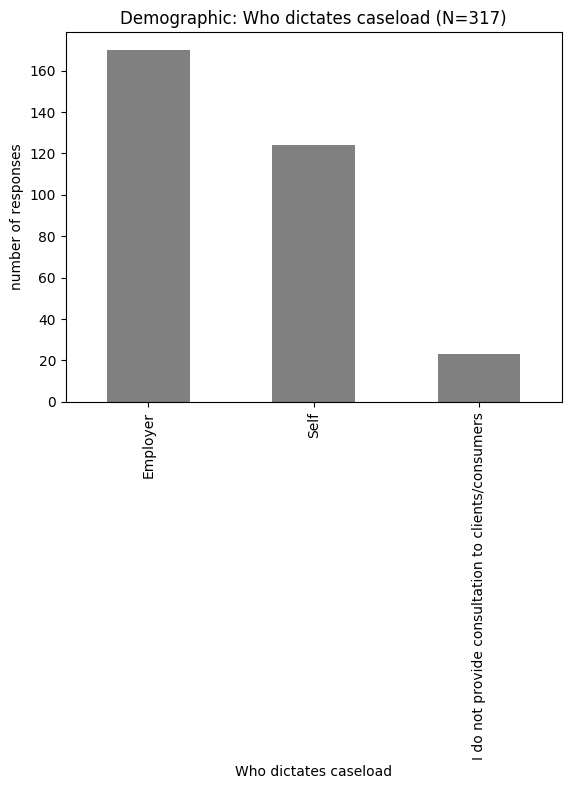 Demographic: Who dictates caseload (N=317)
number of responses
160
140
120
100
80
60
40
20
0
Employer
Self
I do not provide consultation to clients/consumers
Who dictates caseload